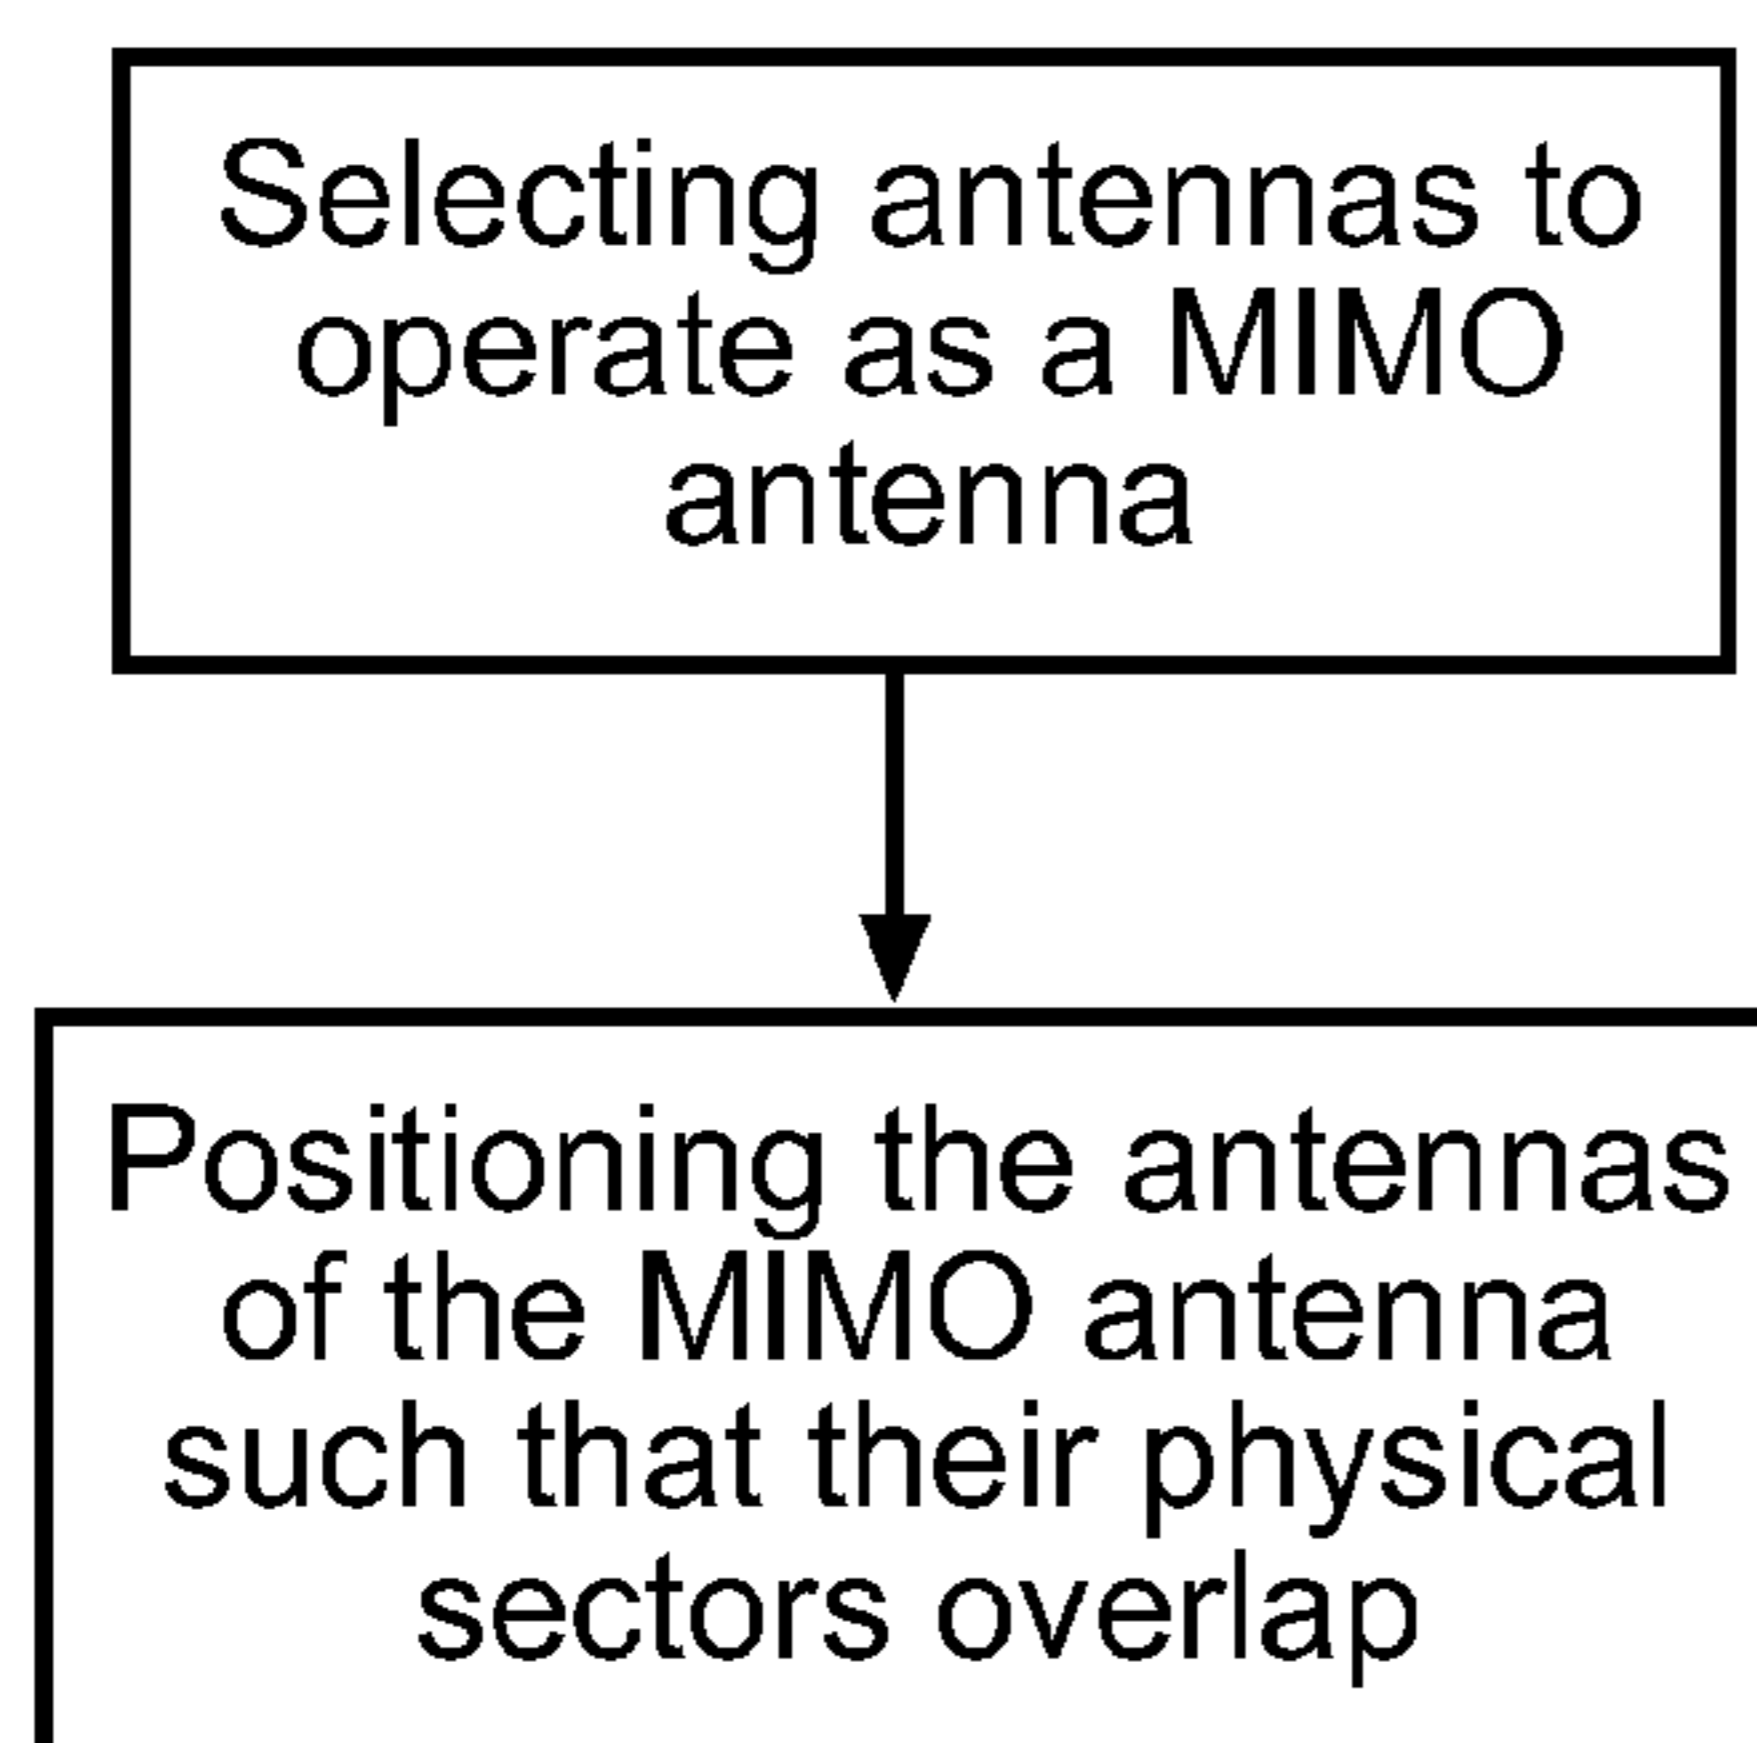 Selecting antennas to
operate as a MIMO
antenna
Positioning the antennas
of the MIMO antenna
such that their physical
sectors overlap